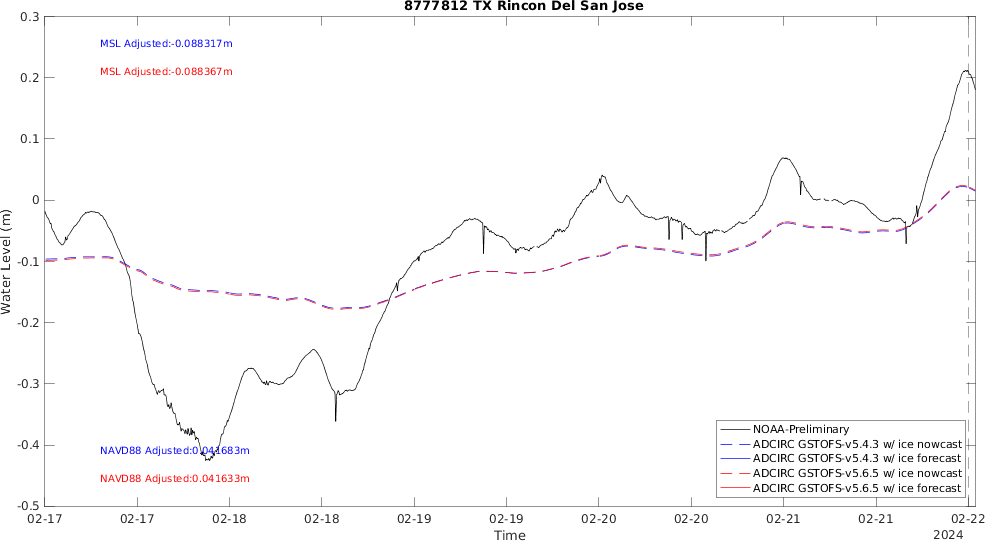 8777812 TX Rincon Del San Jose
0.3
MSL Adjusted:-0.088317m
MSL Adjusted:-0.088367m
0.2
0.1
0
-0.1
-0.2
-0.3
-0.4
-0.5
Water Level (m)
NAVD88 Adjusted:0.041683m
NAVD88 Adjusted:0.041633m
NOAA-Preliminary
ADCIRC GSTOFS-v5.4.3 w/ ice nowcast
ADCIRC GSTOFS-v5.4.3 w/ ice forecast
ADCIRC GSTOFS-v5.6.5 w/ ice nowcast
ADCIRC GSTOFS-v5.6.5 w/ ice forecast
02-17 02-17 02-18 02-18 02-19 02-19 02-20 02-20 02-21 02-21 02-22
Time
2024